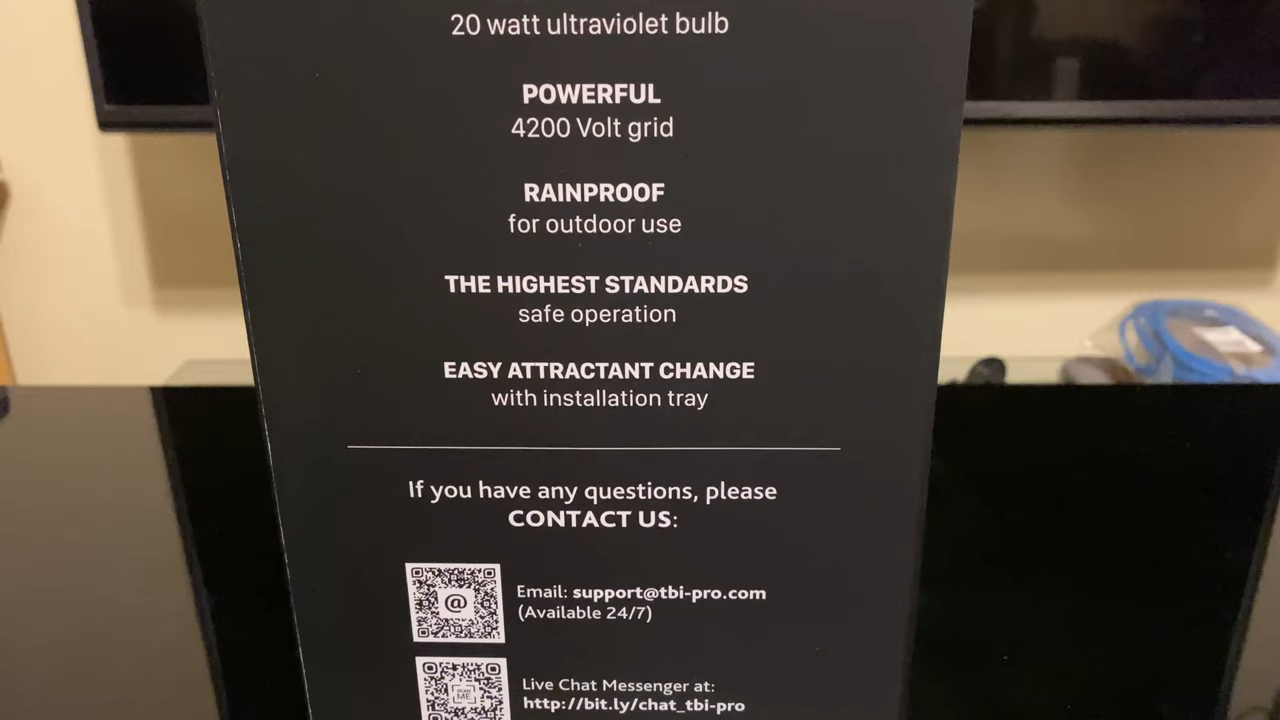 20 watt ultraviolet bulb
POWERFUL
4200 Volt grid
RAINPROOF
for outdoor use
THE HIGHEST STANDARDS
safe operation
EASY ATTRACTANT CHANGE
with installation tray
If you have any questions, please
CONTACT US:
@
Email: support@tbi-pro.com
(Available 24/7)
SCAN
ME
Live Chat Messenger at:
http://bit.ly/chat_tbi-pro